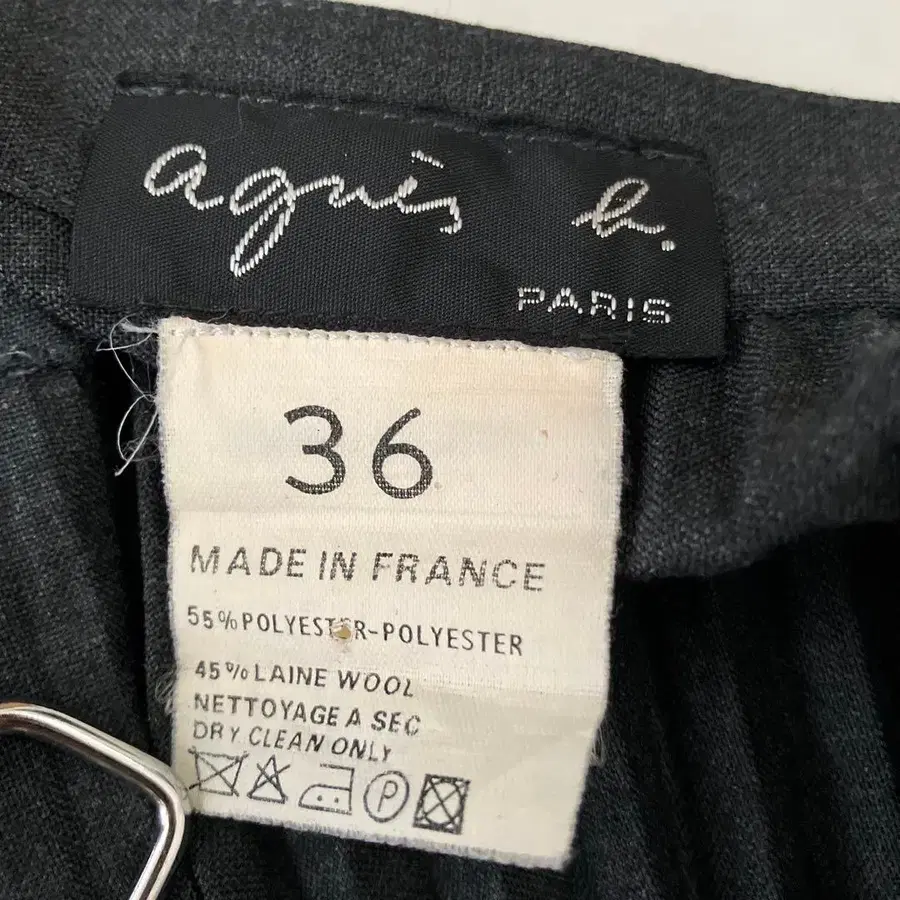 agnès b.
PARIS
36
MADE IN FRANCE
55% POLYESTER-POLYESTER
45% LAINE WOOL
NETTOYAGE A SEC
DRY CLEAN ONLY
P